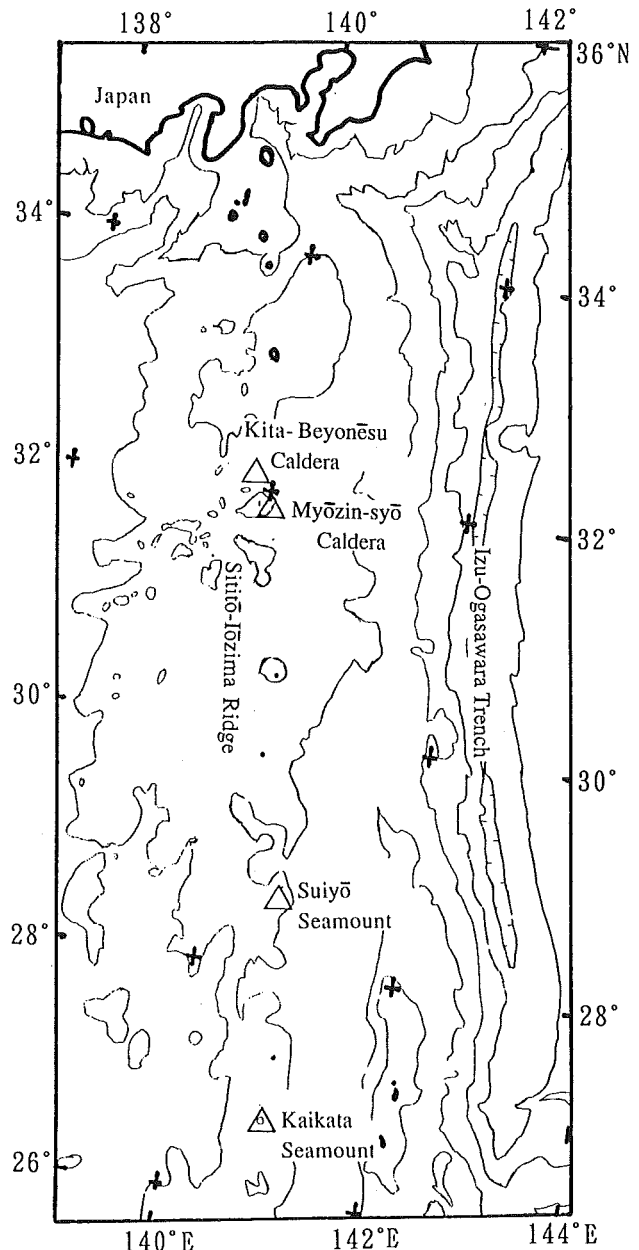 138°
140°
142°
36°N
Japan
34°
34°
32°
Kita-Beyonēsu
Caldera
Myōzin-syō
Caldera
32°
Sititō-Iōzima Ridge
Izu-Ogasawara Trench
30°
30°
Suiyō
Seamount
28°
28°
Kaikata
Seamount
26°
140°E
142°E
144°E